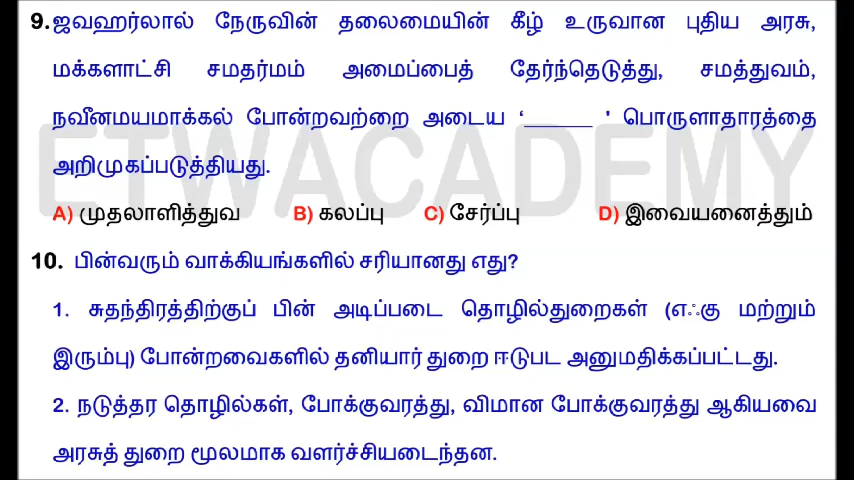 9. ஜவஹர்லால் நேருவின் தலைமையின் கீழ் உருவான புதிய அரசு,
மக்களாட்சி சமதர்மம் அமைப்பைத் தேர்ந்தெடுத்து, சமத்துவம்,
நவீனமயமாக்கல் போன்றவற்றை அடைய ‘______ ' பொருளாதாரத்தை
அறிமுகப்படுத்தியது.
ETWACADEMY
A) முதலாளித்துவ B) கலப்பு C) சேர்ப்பு D) இவையனைத்தும்
10. பின்வரும் வாக்கியங்களில் சரியானது எது?
1. சுதந்திரத்திற்குப் பின் அடிப்படை தொழில்துறைகள் (எஃகு மற்றும்
இரும்பு) போன்றவைகளில் தனியார் துறை ஈடுபட அனுமதிக்கப்பட்டது.
2. நடுத்தர தொழில்கள், போக்குவரத்து, விமான போக்குவரத்து ஆகியவை
அரசுத் துறை மூலமாக வளர்ச்சியடைந்தன.